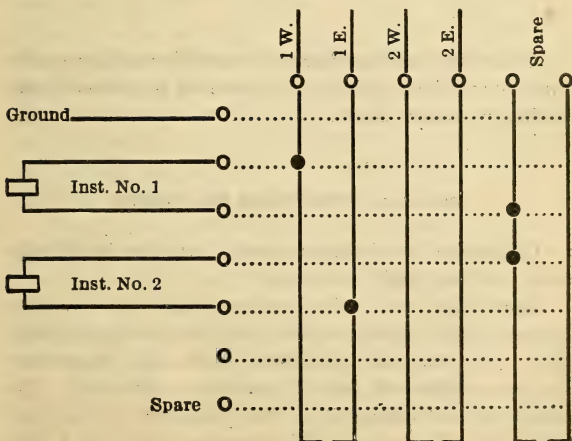 1 W.
1 E.
2 W.
2 E.
Spare
Ground
Inst. No. 1
Inst. No. 2
Spare